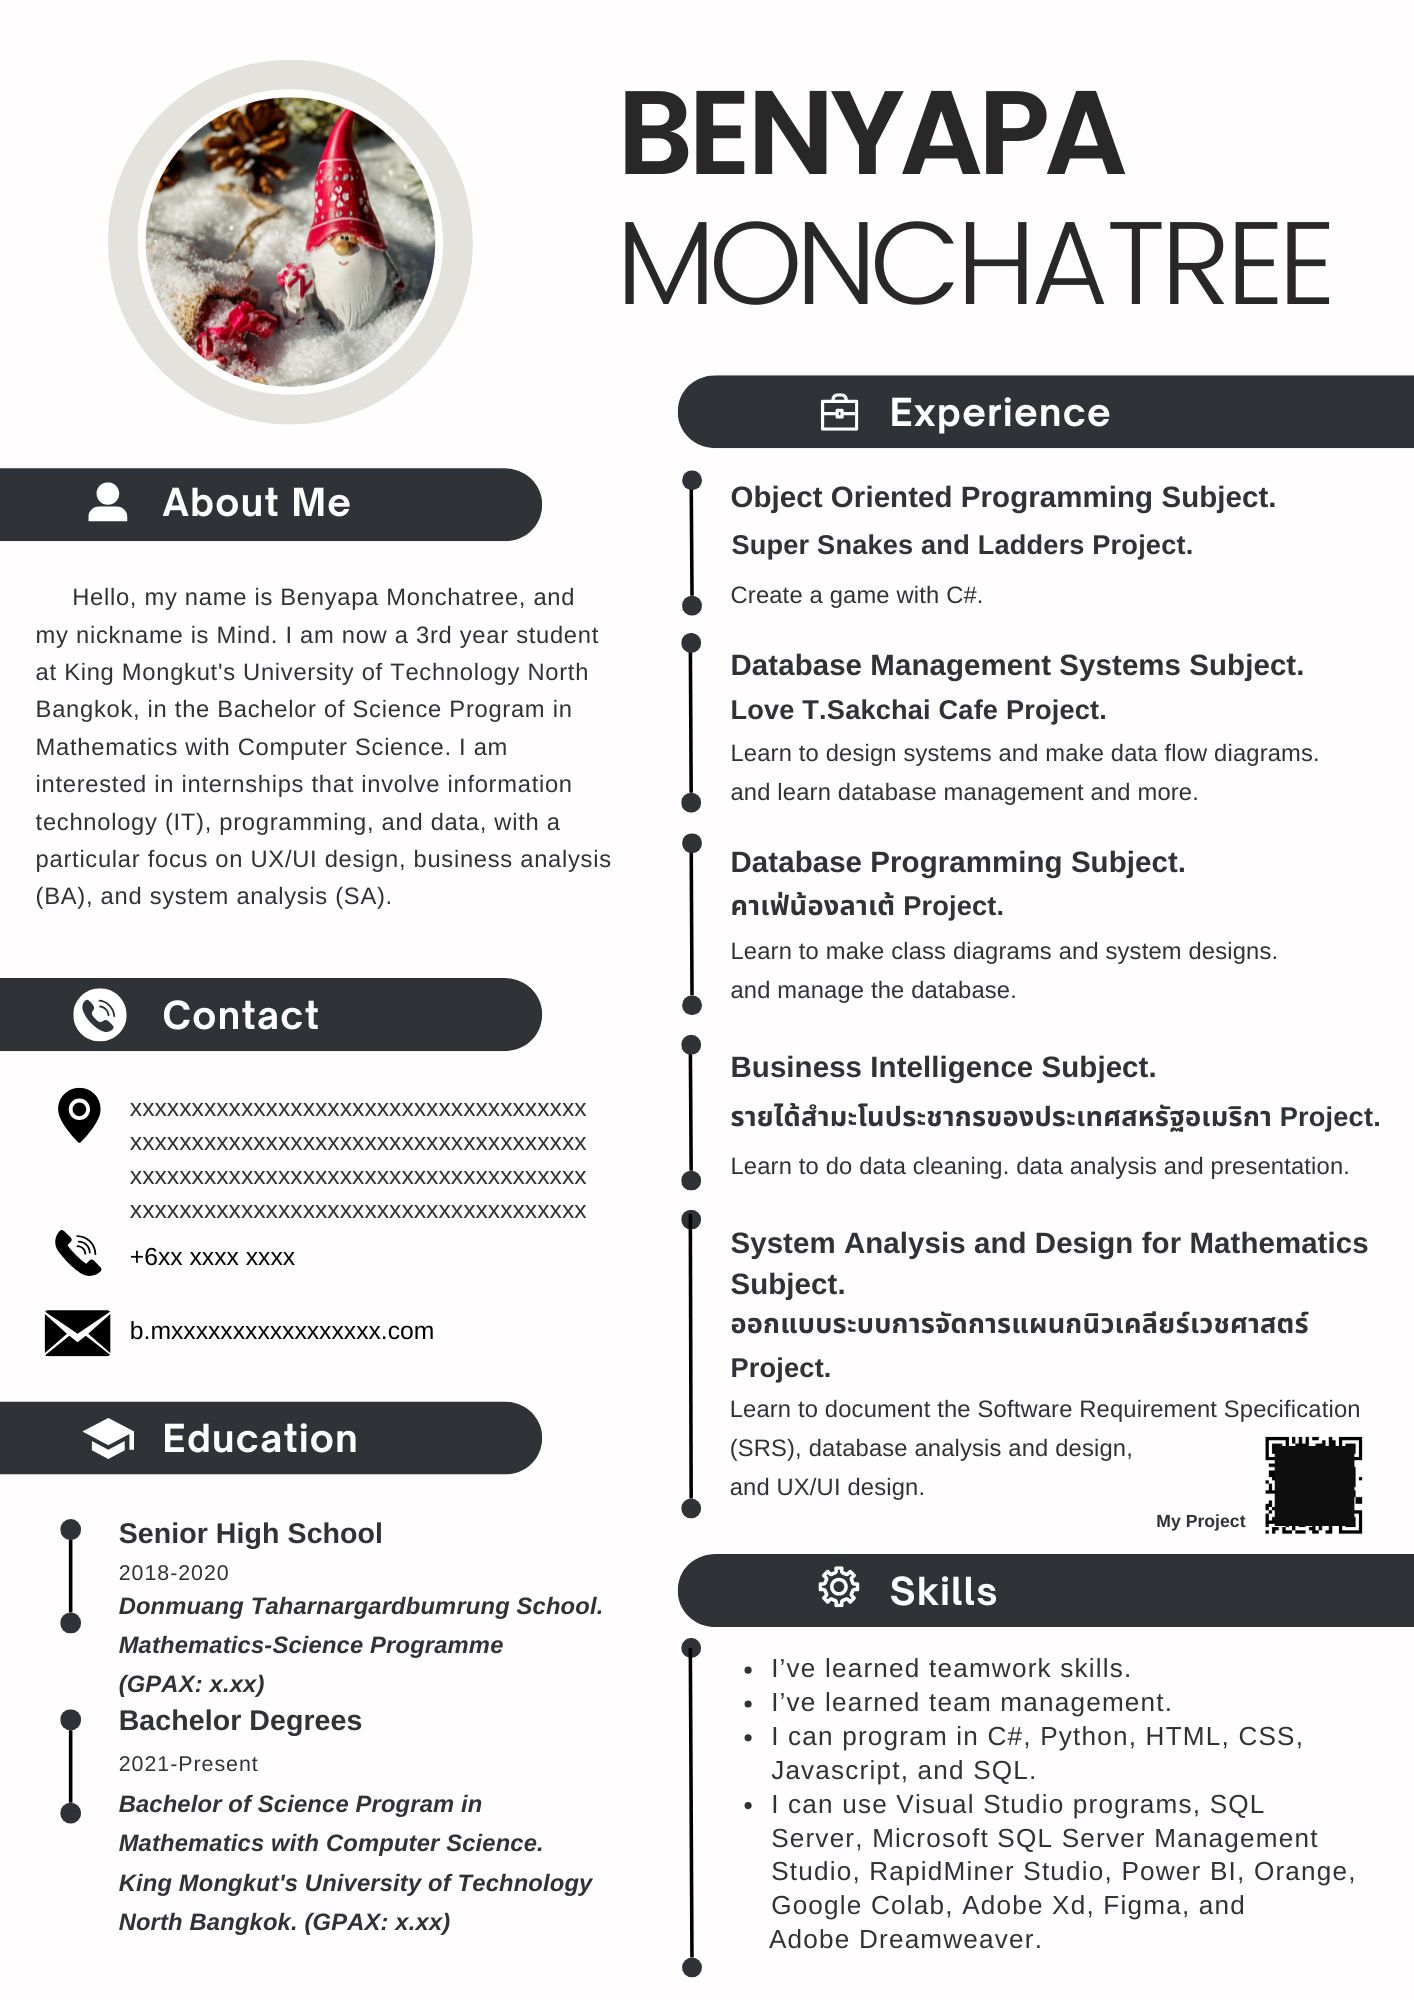 BENYAPA
MONCHATREE
About Me
Hello, my name is Benyapa Monchatree, and
my nickname is Mind. I am now a 3rd year student
at King Mongkut's University of Technology North
Bangkok, in the Bachelor of Science Program in
Mathematics with Computer Science. I am
interested in internships that involve information
technology (IT), programming, and data, with a
particular focus on UX/UI design, business analysis
(BA), and system analysis (SA).
Contact
xxxxxxxxxxxxxxxxxxxxxxxxxxxxxxxxxxxxx
xxxxxxxxxxxxxxxxxxxxxxxxxxxxxxxxxxxxx
xxxxxxxxxxxxxxxxxxxxxxxxxxxxxxxxxxxxx
xxxxxxxxxxxxxxxxxxxxxxxxxxxxxxxxxxxxx
+6xx xxxx xxxx
b.mxxxxxxxxxxxxxxxxx.com
Education
Senior High School
2018-2020
Donmuang Taharnargardbumrung School.
Mathematics-Science Programme
(GPAX: x.xx)
Bachelor Degrees
2021-Present
Bachelor of Science Program in
Mathematics with Computer Science.
King Mongkut's University of Technology
North Bangkok. (GPAX: x.xx)
Experience
Object Oriented Programming Subject.
Super Snakes and Ladders Project.
Create a game with C#.
Database Management Systems Subject.
Love T.Sakchai Cafe Project.
Learn to design systems and make data flow diagrams.
and learn database management and more.
Database Programming Subject.
คาเฟ่น้องลาเต้ Project.
Learn to make class diagrams and system designs.
and manage the database.
Business Intelligence Subject.
รายได้สำมะโนประชากรของประเทศสหรัฐอเมริกา Project.
Learn to do data cleaning. data analysis and presentation.
System Analysis and Design for Mathematics
Subject.
ออกแบบระบบการจัดการแผนกนิวเคลียร์เวชศาสตร์
Project.
Learn to document the Software Requirement Specification
(SRS), database analysis and design,
and UX/UI design.
My Project
Skills
• I’ve learned teamwork skills.
• I’ve learned team management.
• I can program in C#, Python, HTML, CSS,
Javascript, and SQL.
• I can use Visual Studio programs, SQL
Server, Microsoft SQL Server Management
Studio, RapidMiner Studio, Power BI, Orange,
Google Colab, Adobe Xd, Figma, and
Adobe Dreamweaver.